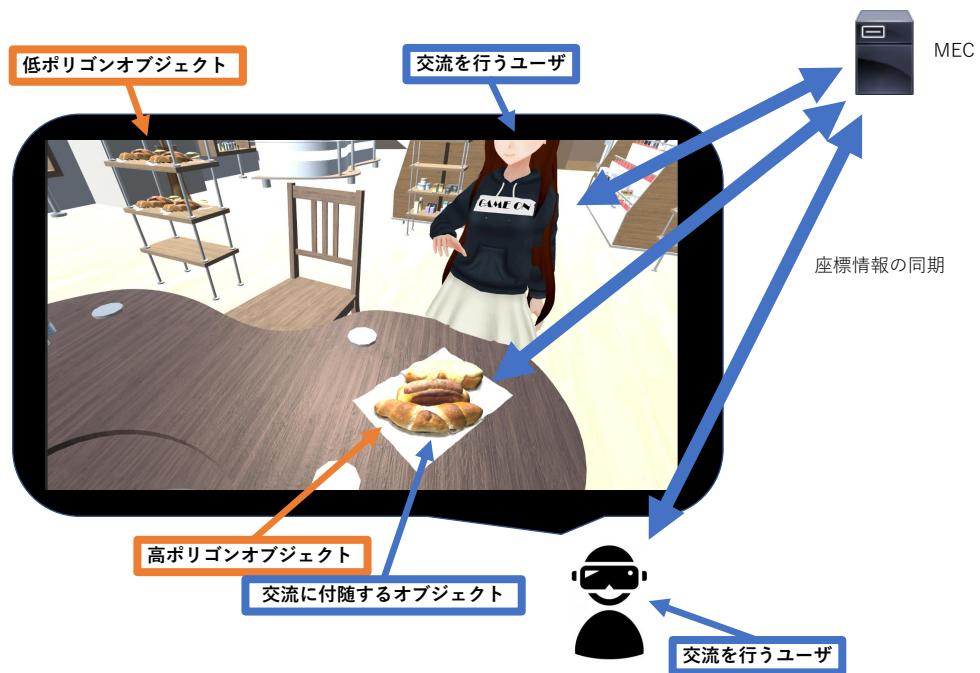 MEC
低ポリゴンオブジェクト
交流を行うユーザ
GAME ON
座標情報の同期
高ポリゴンオブジェクト
交流に付随するオブジェクト
交流を行うユーザ